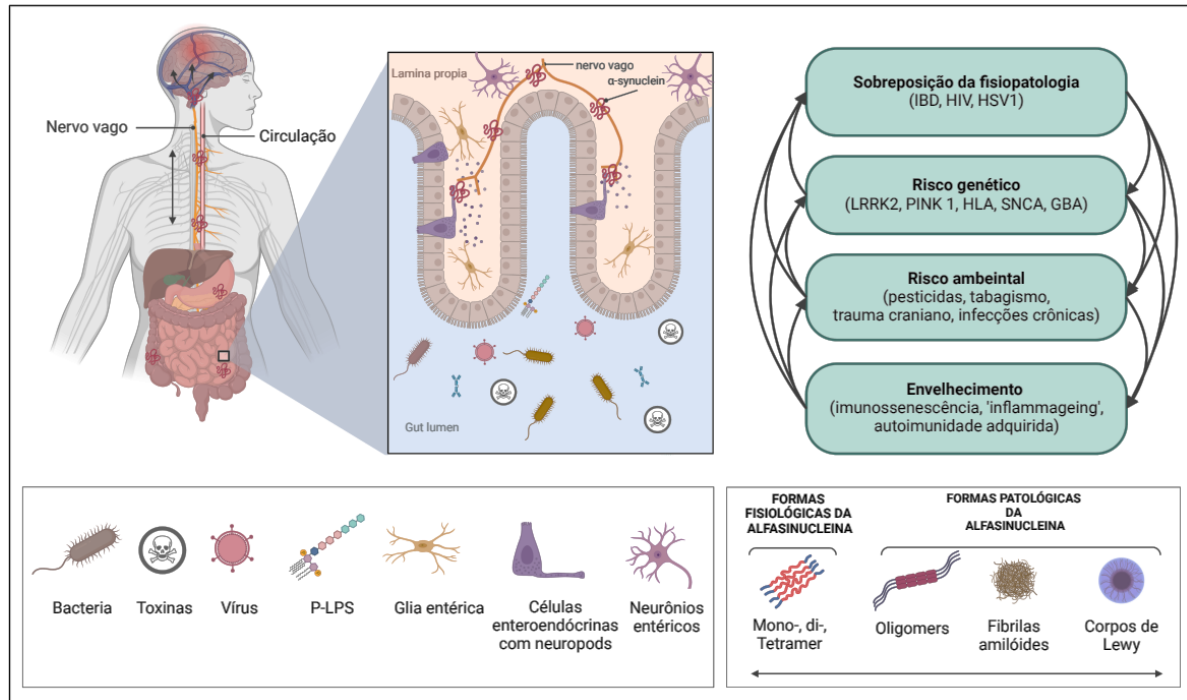 Nervo vago
Circulação
Lamina propia
nervo vago
α-synuclein
Gut lumen
Sobreposição da fisiopatologia
(IBD, HIV, HSV1)
Risco genético
(LRRK2, PINK 1, HLA, SNCA, GBA)
Risco ambeintal
(pesticidas, tabagismo,
trauma craniano, infecções crônicas)
Envelhecimento
(imunossenescência, 'inflammageing',
autoimunidade adquirida)
Bacteria
Toxinas
Vírus
P-LPS
Glia entérica
Células
enteroendócrinas
com neuropods
Neurônios
entéricos
FORMAS
FISIOLÓGICAS DA
ALFASINUCLEINA
FORMAS PATOLÓGICAS
DA
ALFASINUCLEINA
Mono-, di-,
Tetramer
Oligomers
Fibrilas
amilóides
Corpos de
Lewy